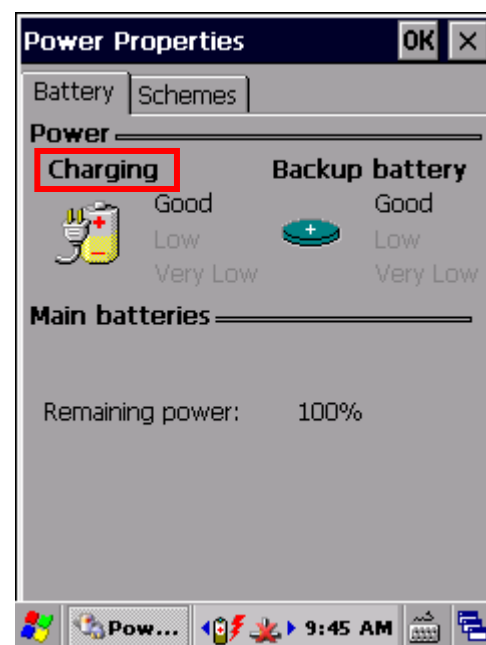 Power Properties OK ×
Battery Schemes
Power
Charging Backup battery
Good Good
Low Low
Very Low Very Low
Main batteries
Remaining power: 100%
Pow... 9:45 AM